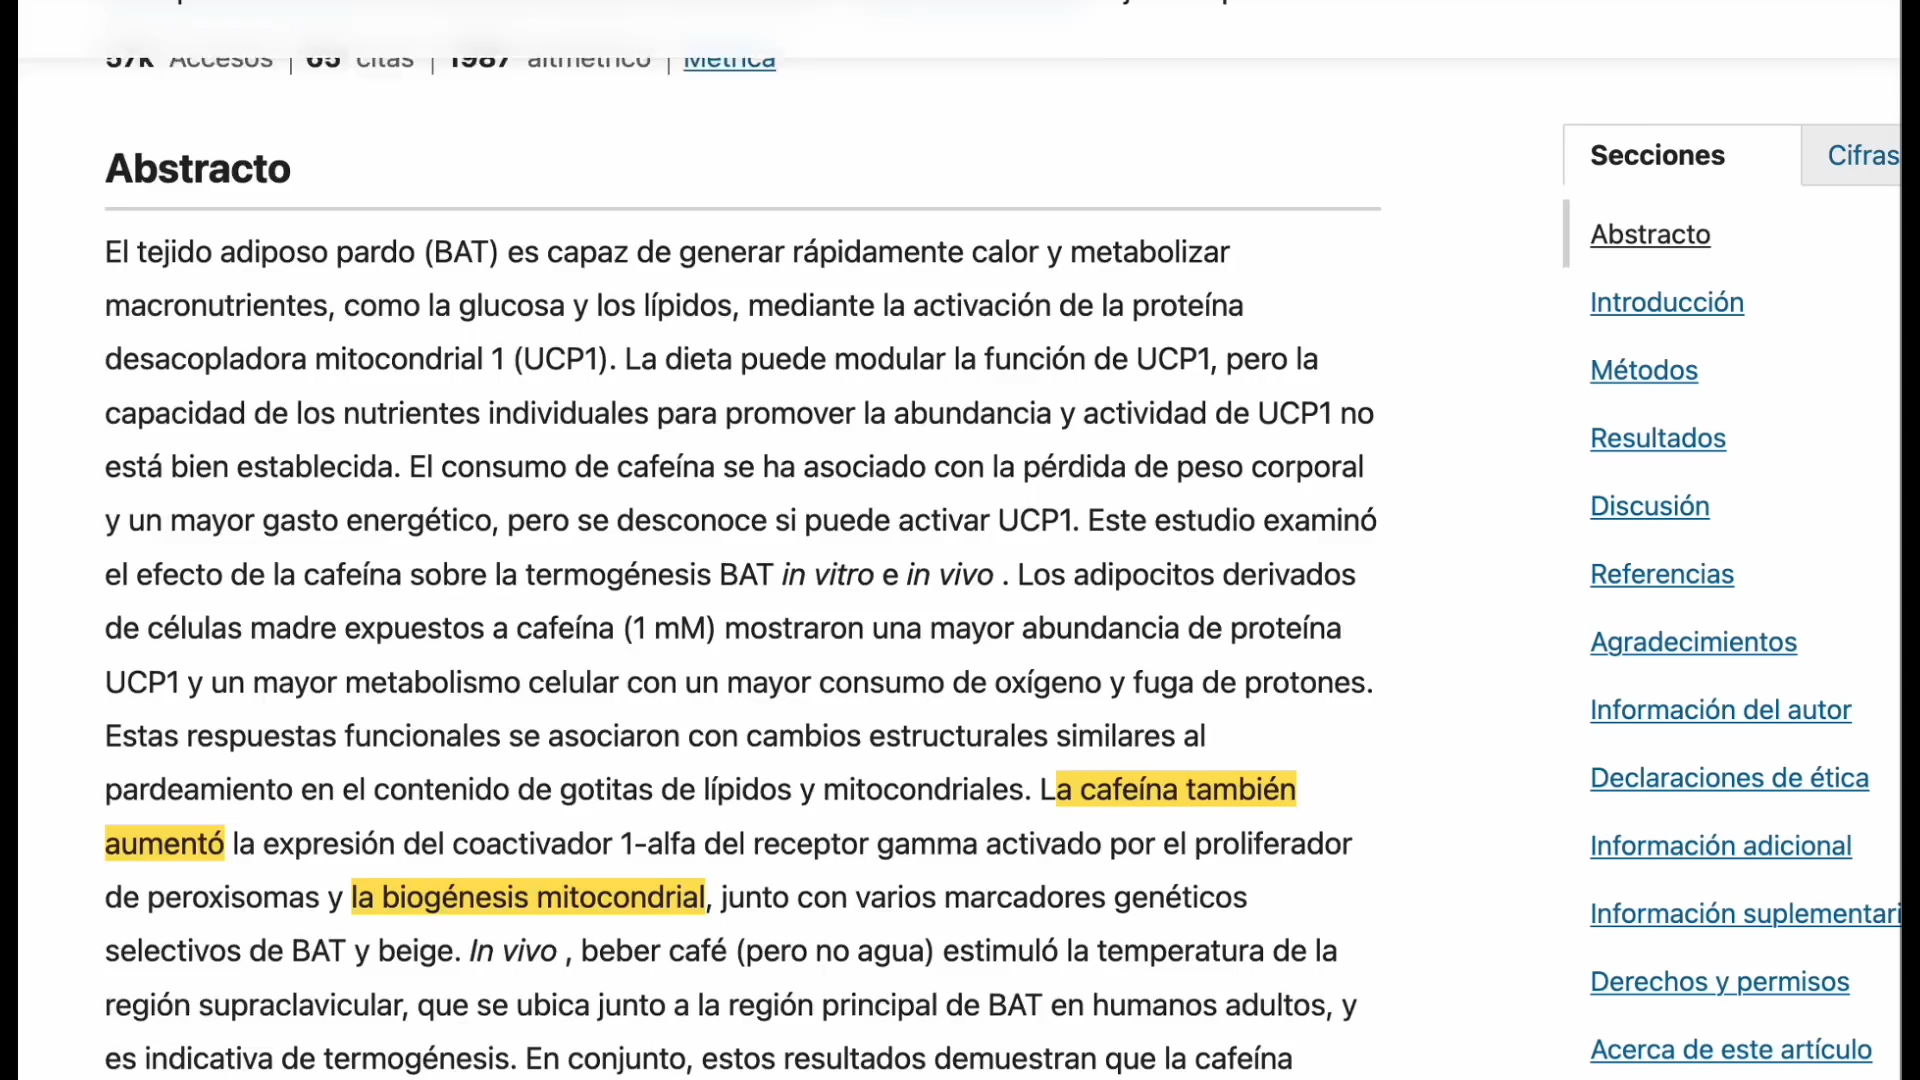 57k Accesos | 65 citas | 1987 altmétrico | Métrica
Abstracto
El tejido adiposo pardo (BAT) es capaz de generar rápidamente calor y metabolizar
macronutrientes, como la glucosa y los lípidos, mediante la activación de la proteína
desacopladora mitocondrial 1 (UCP1). La dieta puede modular la función de UCP1, pero la
capacidad de los nutrientes individuales para promover la abundancia y actividad de UCP1 no
está bien establecida. El consumo de cafeína se ha asociado con la pérdida de peso corporal
y un mayor gasto energético, pero se desconoce si puede activar UCP1. Este estudio examinó
el efecto de la cafeína sobre la termogénesis BAT in vitro e in vivo . Los adipocitos derivados
de células madre expuestos a cafeína (1 mM) mostraron una mayor abundancia de proteína
UCP1 y un mayor metabolismo celular con un mayor consumo de oxígeno y fuga de protones.
Estas respuestas funcionales se asociaron con cambios estructurales similares al
pardeamiento en el contenido de gotitas de lípidos y mitocondriales. La cafeína también
aumentó la expresión del coactivador 1-alfa del receptor gamma activado por el proliferador
de peroxisomas y la biogénesis mitocondrial, junto con varios marcadores genéticos
selectivos de BAT y beige. In vivo , beber café (pero no agua) estimuló la temperatura de la
región supraclavicular, que se ubica junto a la región principal de BAT en humanos adultos, y
es indicativa de termogénesis. En conjunto, estos resultados demuestran que la cafeína
Secciones
Cifras
Abstracto
Introducción
Métodos
Resultados
Discusión
Referencias
Agradecimientos
Información del autor
Declaraciones de ética
Información adicional
Información suplementari
Derechos y permisos
Acerca de este artículo